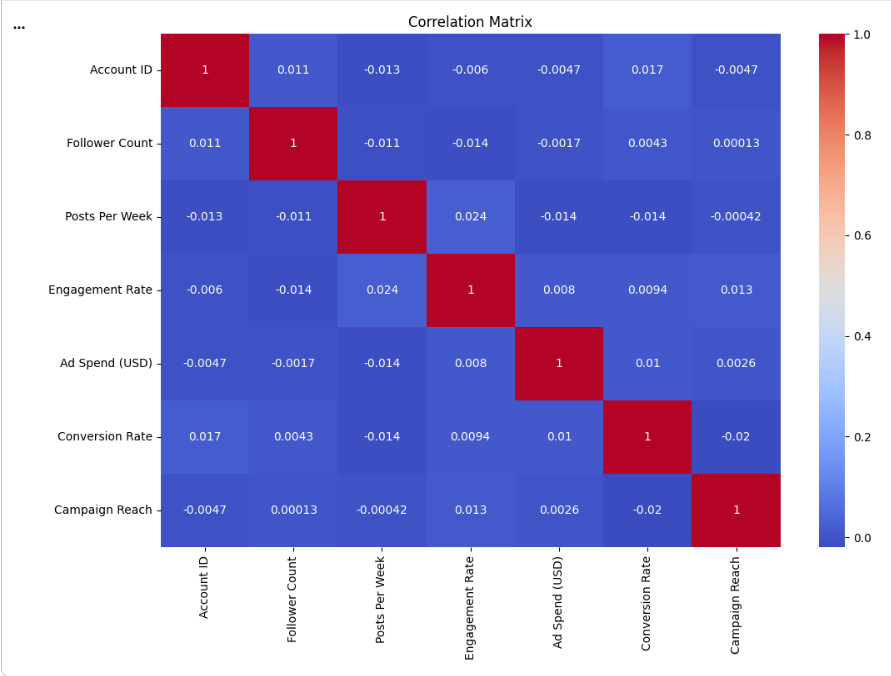 ...
Correlation Matrix
Account ID 1 0.011 -0.013 -0.006 -0.0047 0.017 -0.0047
Follower Count 0.011 1 -0.011 -0.014 -0.0017 0.0043 0.00013
Posts Per Week -0.013 -0.011 1 0.024 -0.014 -0.014 -0.00042
Engagement Rate -0.006 -0.014 0.024 1 0.008 0.0094 0.013
Ad Spend (USD) -0.0047 -0.0017 -0.014 0.008 1 0.01 0.0026
Conversion Rate 0.017 0.0043 -0.014 0.0094 0.01 1 -0.02
Campaign Reach -0.0047 0.00013 -0.00042 0.013 0.0026 -0.02 1
Account ID
Follower Count
Posts Per Week
Engagement Rate
Ad Spend (USD)
Conversion Rate
Campaign Reach
1.0
0.8
0.6
0.4
0.2
0.0